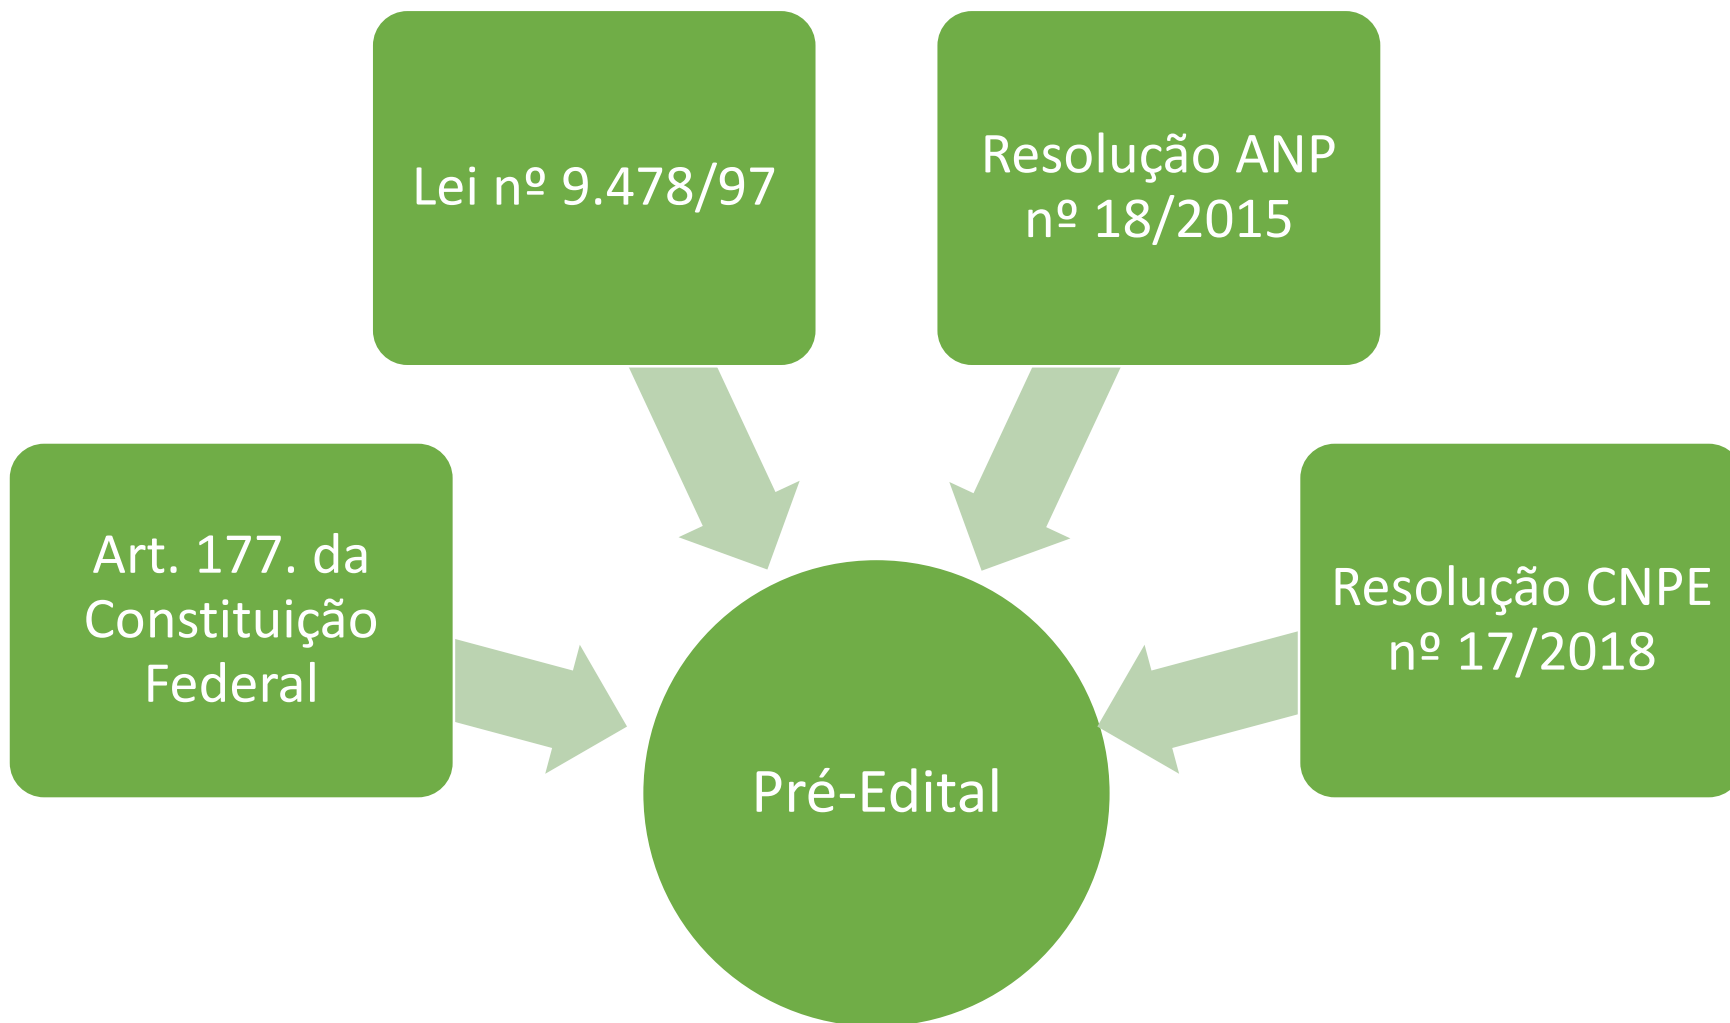 Lei nº 9.478/97
Resolução ANP
nº 18/2015
Art. 177. da
Constituição
Federal
Resolução CNPE
nº 17/2018
Pré-Edital